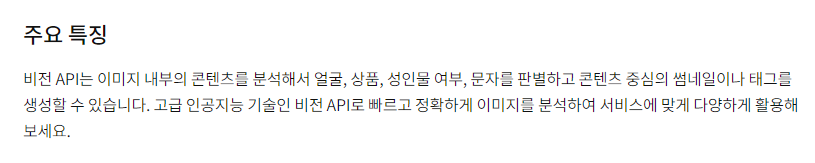 주요 특징
비전 API는 이미지 내부의 콘텐츠를 분석해서 얼굴, 상품, 성인물 여부, 문자를 판별하고 콘텐츠 중심의 썸네일이나 태그를
생성할 수 있습니다. 고급 인공지능 기술인 비전 API로 빠르고 정확하게 이미지를 분석하여 서비스에 맞게 다양하게 활용해
보세요.